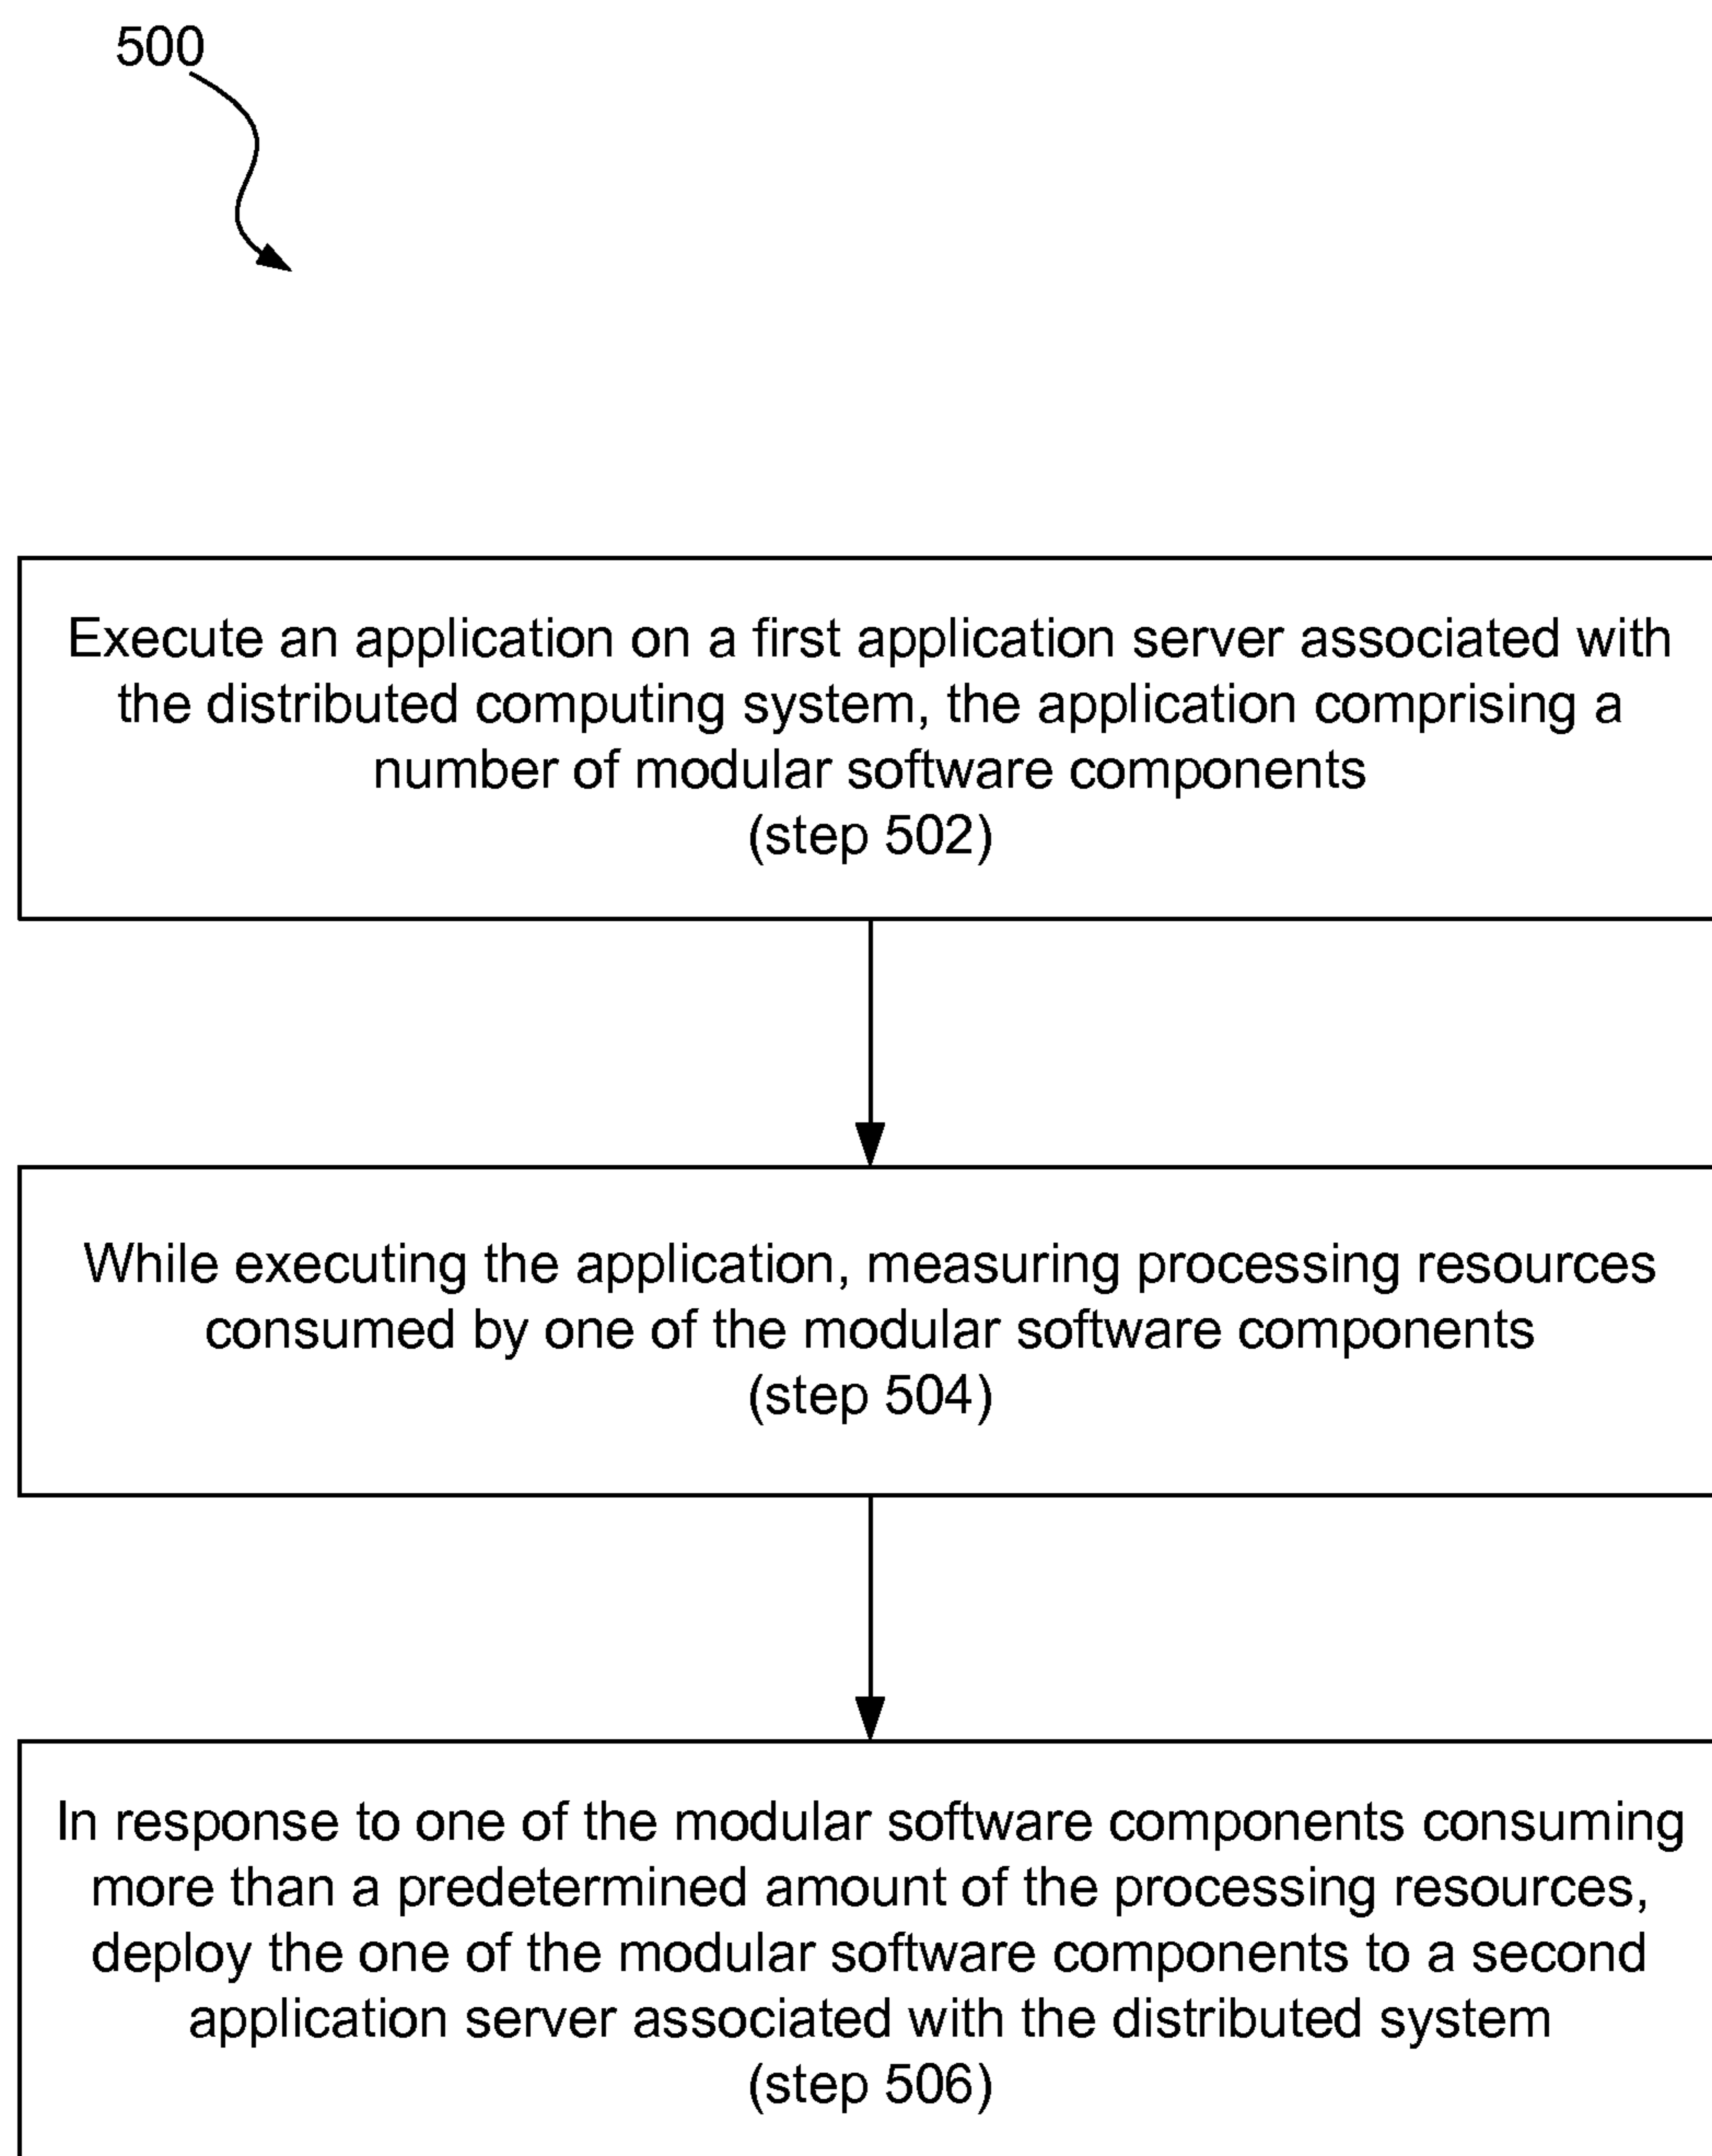 500
Execute an application on a first application server associated with
the distributed computing system, the application comprising a
number of modular software components
(step 502)
While executing the application, measuring processing resources
consumed by one of the modular software components
(step 504)
In response to one of the modular software components consuming
more than a predetermined amount of the processing resources,
deploy the one of the modular software components to a second
application server associated with the distributed system
(step 506)